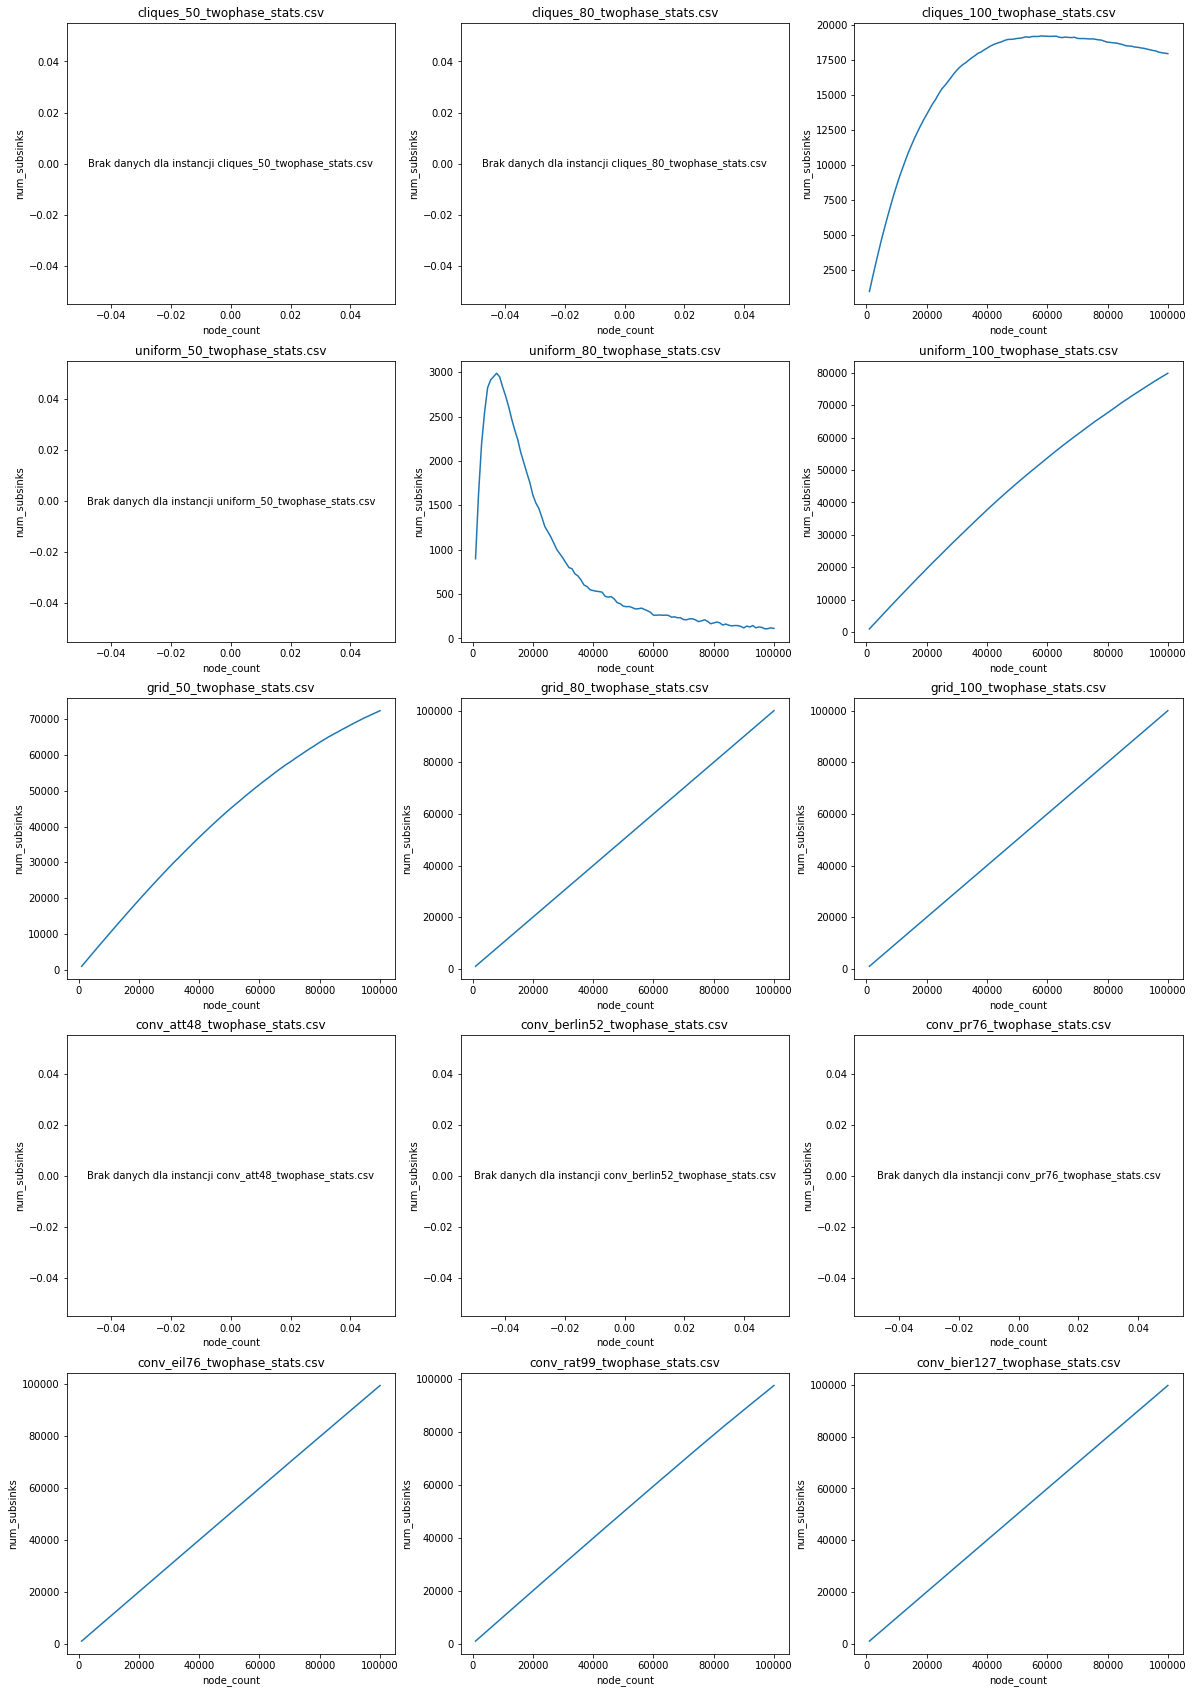 cliques_50_twophase_stats.csv
num_subsinks
0.04
0.02
0.00
−0.02
−0.04
Brak danych dla instancji cliques_50_twophase_stats.csv
−0.04 −0.02 0.00 0.02 0.04
node_count
cliques_80_twophase_stats.csv
num_subsinks
0.04
0.02
0.00
−0.02
−0.04
Brak danych dla instancji cliques_80_twophase_stats.csv
−0.04 −0.02 0.00 0.02 0.04
node_count
cliques_100_twophase_stats.csv
num_subsinks
20000
17500
15000
12500
10000
7500
5000
2500
0 20000 40000 60000 80000 100000
node_count
uniform_50_twophase_stats.csv
num_subsinks
0.04
0.02
0.00
−0.02
−0.04
Brak danych dla instancji uniform_50_twophase_stats.csv
−0.04 −0.02 0.00 0.02 0.04
node_count
uniform_80_twophase_stats.csv
num_subsinks
3000
2500
2000
1500
1000
500
0
0 20000 40000 60000 80000 100000
node_count
uniform_100_twophase_stats.csv
num_subsinks
80000
70000
60000
50000
40000
30000
20000
10000
0
0 20000 40000 60000 80000 100000
node_count
grid_50_twophase_stats.csv
num_subsinks
70000
60000
50000
40000
30000
20000
10000
0
0 20000 40000 60000 80000 100000
node_count
grid_80_twophase_stats.csv
num_subsinks
100000
80000
60000
40000
20000
0
0 20000 40000 60000 80000 100000
node_count
grid_100_twophase_stats.csv
num_subsinks
100000
80000
60000
40000
20000
0
0 20000 40000 60000 80000 100000
node_count
conv_att48_twophase_stats.csv
num_subsinks
0.04
0.02
0.00
−0.02
−0.04
Brak danych dla instancji conv_att48_twophase_stats.csv
−0.04 −0.02 0.00 0.02 0.04
node_count
conv_berlin52_twophase_stats.csv
num_subsinks
0.04
0.02
0.00
−0.02
−0.04
Brak danych dla instancji conv_berlin52_twophase_stats.csv
−0.04 −0.02 0.00 0.02 0.04
node_count
conv_pr76_twophase_stats.csv
num_subsinks
0.04
0.02
0.00
−0.02
−0.04
Brak danych dla instancji conv_pr76_twophase_stats.csv
−0.04 −0.02 0.00 0.02 0.04
node_count
conv_eil76_twophase_stats.csv
num_subsinks
100000
80000
60000
40000
20000
0
0 20000 40000 60000 80000 100000
node_count
conv_rat99_twophase_stats.csv
num_subsinks
100000
80000
60000
40000
20000
0
0 20000 40000 60000 80000 100000
node_count
conv_bier127_twophase_stats.csv
num_subsinks
100000
80000
60000
40000
20000
0
0 20000 40000 60000 80000 100000
node_count